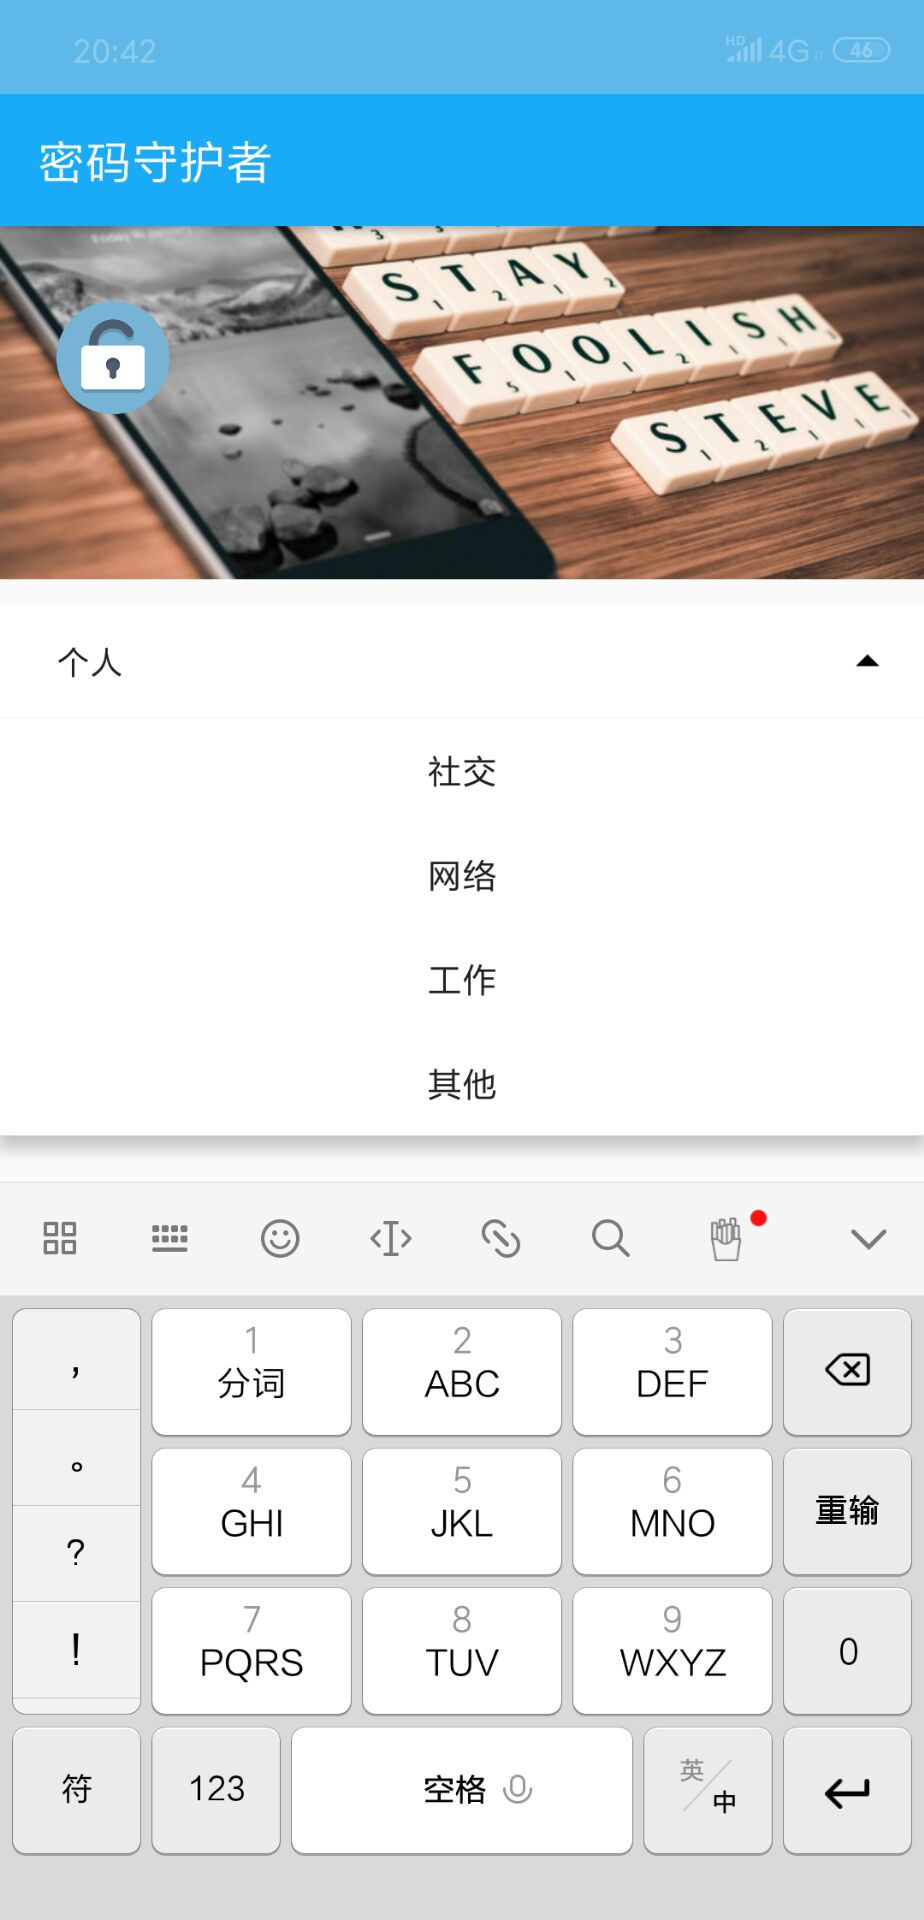 20:42
HD 4G 46
密码守护者
STAY
FOOLISH
STEVE
个人
社交
网络
工作
其他
,
。
?
!
1 2 3
分词 ABC DEF
4 5 6
GHI JKL MNO 重输
7 8 9
PQRS TUV WXYZ 0
符 123 空格 英/中